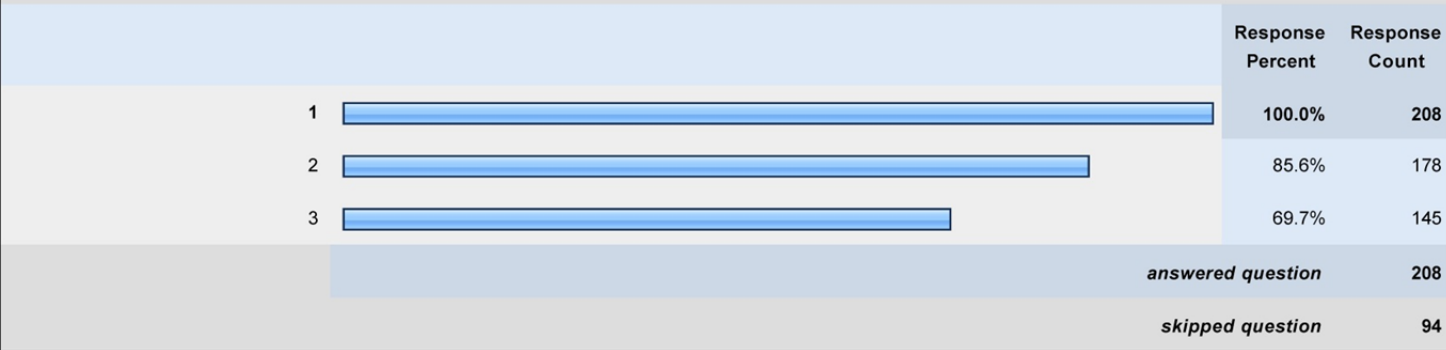 Response Response
Percent Count
1 100.0% 208
2 85.6% 178
3 69.7% 145
answered question 208
skipped question 94